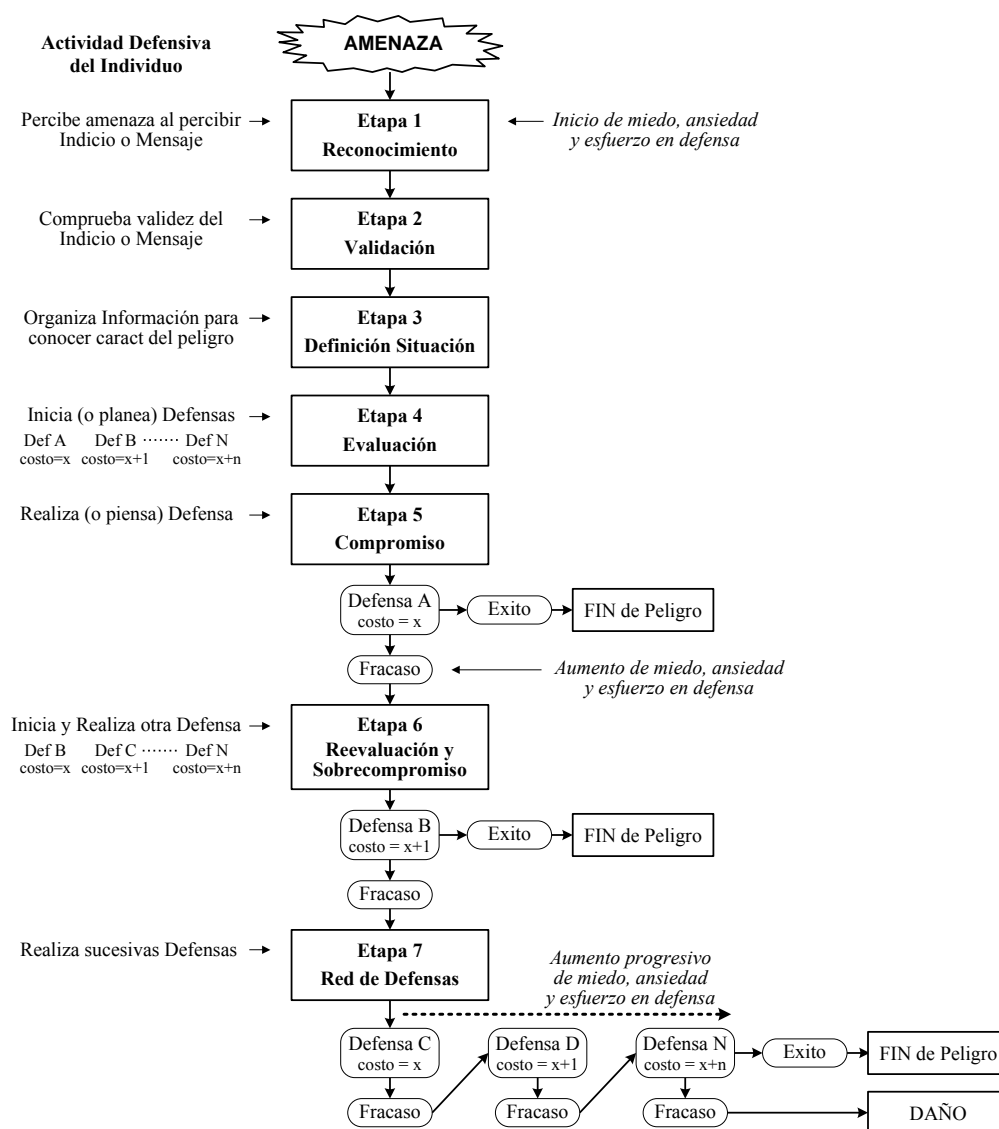 Actividad Defensiva
del Individuo
AMENAZA
Percibe amenaza al percibir
Indicio o Mensaje
Etapa 1
Reconocimiento
Inicio de miedo, ansiedad
y esfuerzo en defensa
Comprueba validez del
Indicio o Mensaje
Etapa 2
Validación
Organiza Información para
conocer caract del peligro
Etapa 3
Definición Situación
Inicia (o planea) Defensas
Def A Def B ······· Def N
costo=x costo=x+1 costo=x+n
Etapa 4
Evaluación
Realiza (o piensa) Defensa
Etapa 5
Compromiso
Defensa A
costo = x
Exito
FIN de Peligro
Fracaso
Aumento de miedo, ansiedad
y esfuerzo en defensa
Inicia y Realiza otra Defensa
Def B Def C ······· Def N
costo=x costo=x+1 costo=x+n
Etapa 6
Reevaluación y
Sobrecompromiso
Defensa B
costo = x+1
Exito
FIN de Peligro
Fracaso
Realiza sucesivas Defensas
Etapa 7
Red de Defensas
Aumento progresivo
de miedo, ansiedad
y esfuerzo en defensa
Defensa C
costo = x
Defensa D
costo = x+1
Defensa N
costo = x+n
Exito
FIN de Peligro
Fracaso
Fracaso
Fracaso
DAÑO